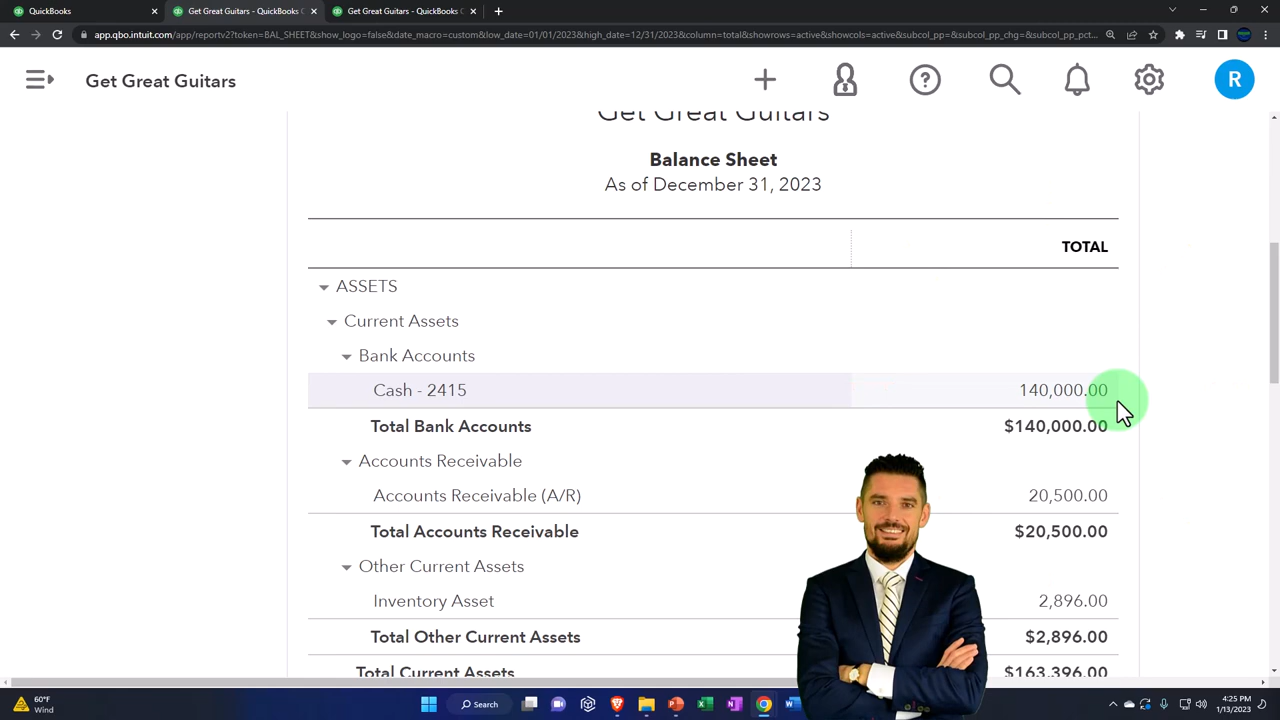 QuickBooks
Get Great Guitars - QuickBooks O
Get Great Guitars - QuickBooks O
app.qbo.intuit.com/app/reportv2?token=BAL_SHEET&show_logo=false&date_macro=custom&low_date=01/01/2023&high_date=12/31/2023&column=total&showrows=active&showcols=active&subcol_pp=&subcol_pp_chg=&subcol_pp_pct...
Get Great Guitars
R
Get Great Guitars
Balance Sheet
As of December 31, 2023
TOTAL
ASSETS
Current Assets
Bank Accounts
Cash - 2415 140,000.00
Total Bank Accounts $140,000.00
Accounts Receivable
Accounts Receivable (A/R) 20,500.00
Total Accounts Receivable $20,500.00
Other Current Assets
Inventory Asset 2,896.00
Total Other Current Assets $2,896.00
Total Current Assets $163,396.00
60°F
Wind
Search
4:25 PM
1/13/2023